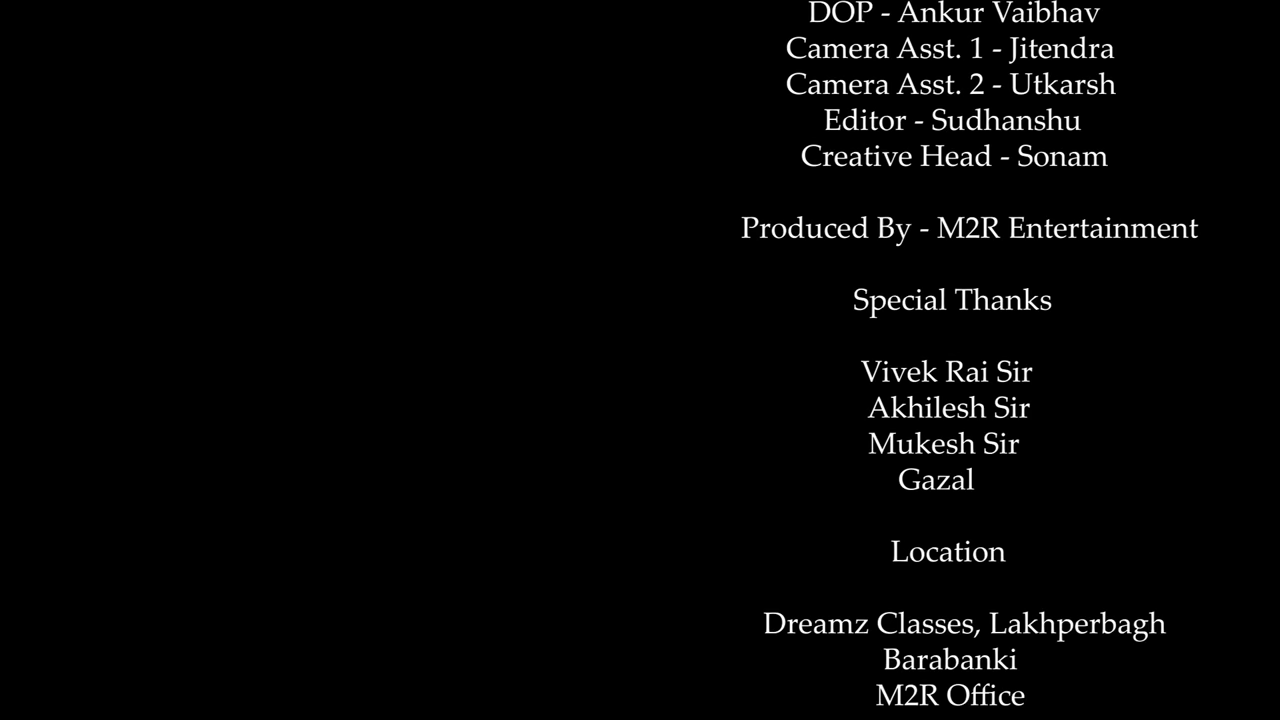 DOP - Ankur Vaibhav
Camera Asst. 1 - Jitendra
Camera Asst. 2 - Utkarsh
Editor - Sudhanshu
Creative Head - Sonam
Produced By - M2R Entertainment
Special Thanks
Vivek Rai Sir
Akhilesh Sir
Mukesh Sir
Gazal
Location
Dreamz Classes, Lakhperbagh
Barabanki
M2R Office